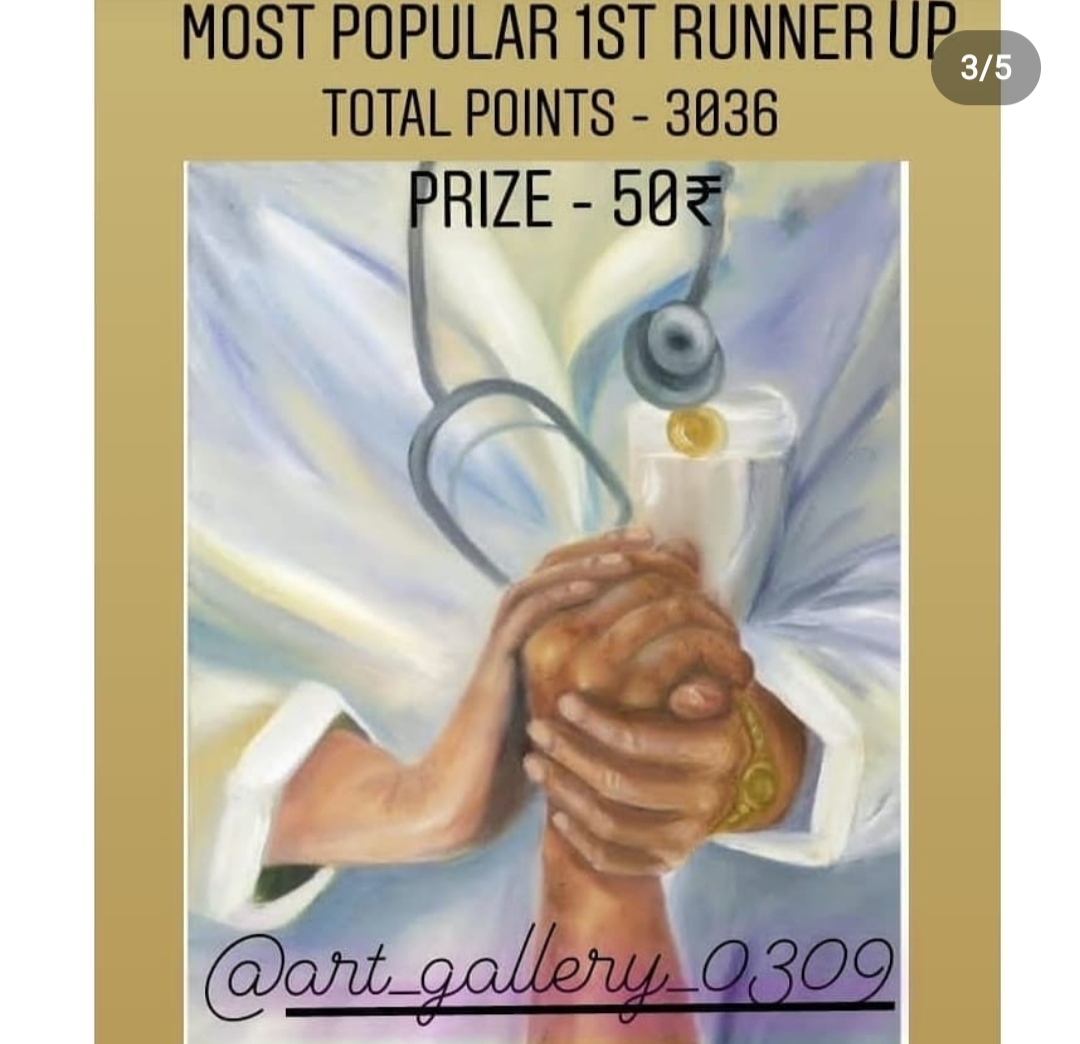 MOST POPULAR 1ST RUNNER UP
3/5
TOTAL POINTS - 3036
PRIZE - 50₹
@art_gallery_0309